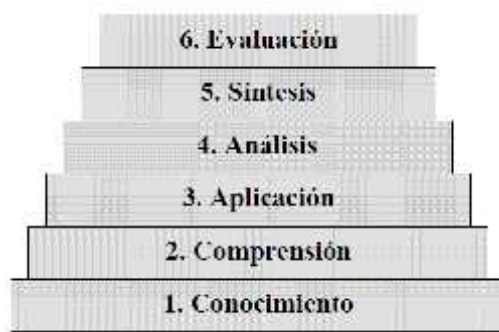 6. Evaluación
5. Síntesis
4. Análisis
3. Aplicación
2. Comprensión
1. Conocimiento